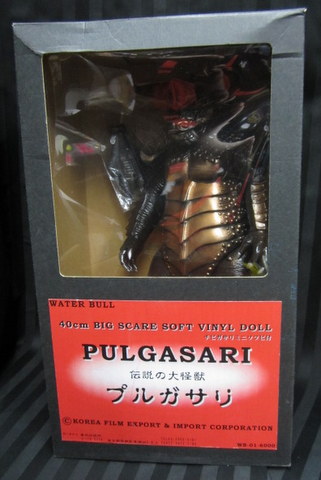 WATER BULL
40cm BIG SCARE SOFT VINYL DOLL
PULGASARI
伝説の大怪獣
プルガサリ
©KOREA FILM EXPORT & IMPORT CORPORATION